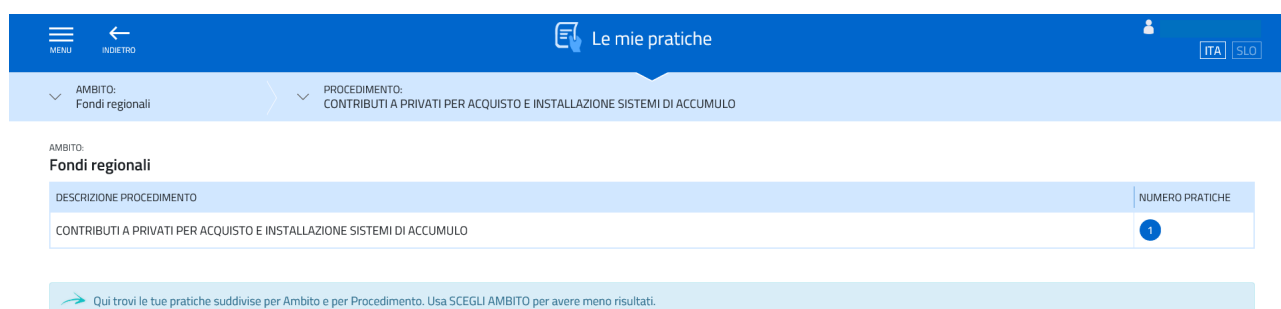 MENU
INDIETRO
Le mie pratiche
ITA
SLO
AMBITO:
Fondi regionali
PROCEDIMENTO:
CONTRIBUTI A PRIVATI PER ACQUISTO E INSTALLAZIONE SISTEMI DI ACCUMULO
AMBITO:
Fondi regionali
DESCRIZIONE PROCEDIMENTO
NUMERO PRATICHE
CONTRIBUTI A PRIVATI PER ACQUISTO E INSTALLAZIONE SISTEMI DI ACCUMULO
1
Qui trovi le tue pratiche suddivise per Ambito e per Procedimento. Usa SCEGLI AMBITO per avere meno risultati.